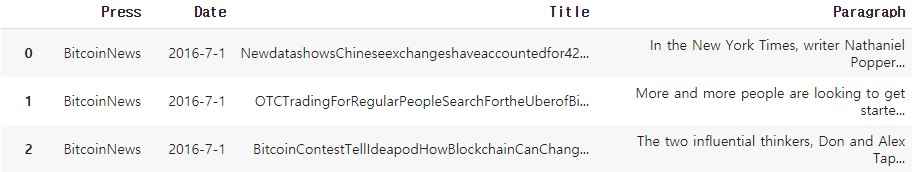 Press Date Title Paragraph
0 BitcoinNews 2016-7-1 NewdatashowsChineseexchangeshaveaccountedfor42... In the New York Times, writer Nathaniel
Popper...
1 BitcoinNews 2016-7-1 OTCTradingForRegularPeopleSearchFortheUberofBi... More and more people are looking to get
starte...
2 BitcoinNews 2016-7-1 BitcoinContestTellIdeapodHowBlockchainCanChang... The two influential thinkers, Don and Alex
Tap...